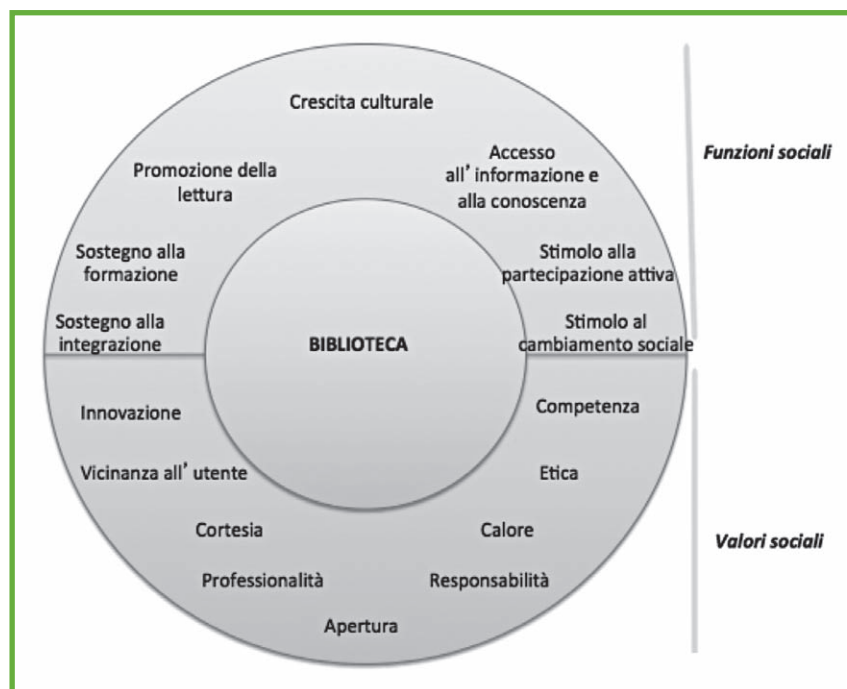 Crescita culturale
Promozione della
lettura
Accesso
all' informazione e
alla conoscenza
Funzioni sociali
Sostegno alla
formazione
Stimolo alla
partecipazione attiva
Sostegno alla
integrazione
BIBLIOTECA
Stimolo al
cambiamento sociale
Innovazione
Competenza
Vicinanza all' utente
Etica
Cortesia
Calore
Valori sociali
Professionalità
Responsabilità
Apertura